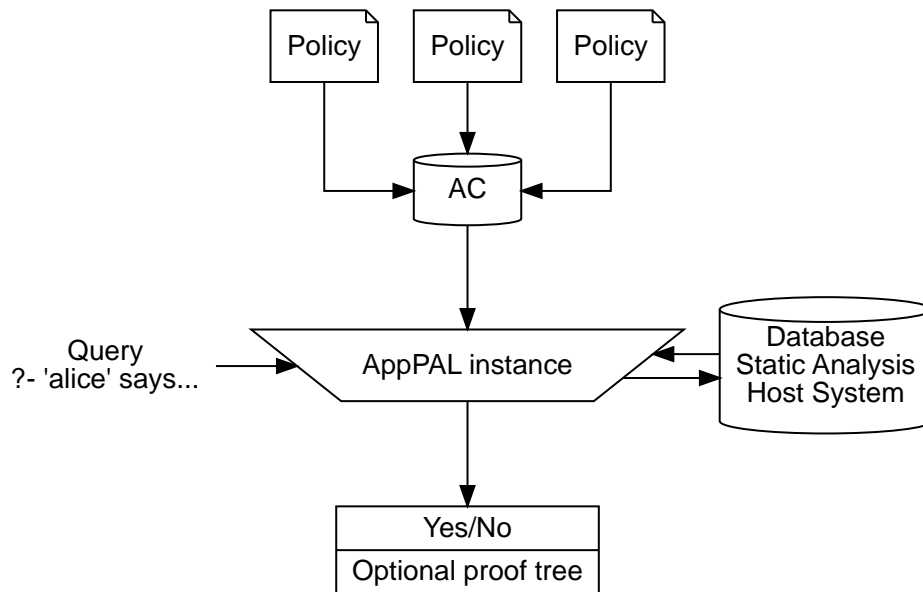 Policy
Policy
Policy
AC
Query
?- 'alice' says...
AppPAL instance
Database
Static Analysis
Host System
Yes/No
Optional proof tree